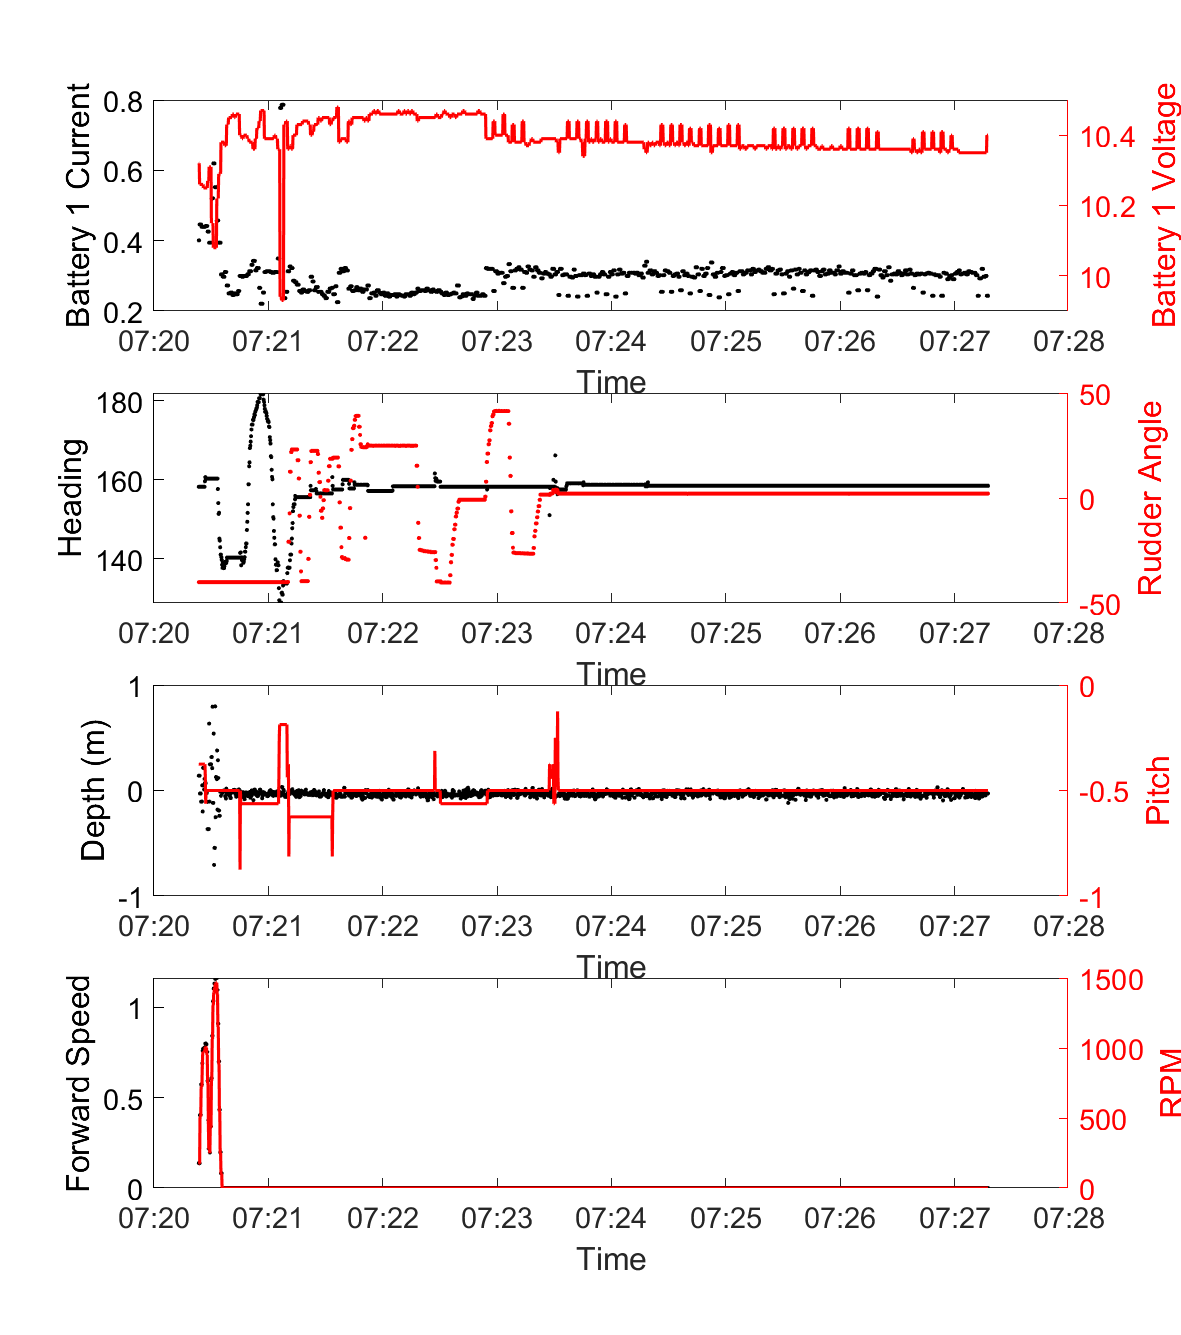 Battery 1 Current
0.8
0.6
0.4
0.2
10.4
10.2
10
Battery 1 Voltage
07:20 07:21 07:22 07:23 07:24 07:25 07:26 07:27 07:28
Time
Heading
180
160
140
50
0
-50
Rudder Angle
07:20 07:21 07:22 07:23 07:24 07:25 07:26 07:27 07:28
Time
Depth (m)
1
0
-1
0
-0.5
-1
Pitch
07:20 07:21 07:22 07:23 07:24 07:25 07:26 07:27 07:28
Time
Forward Speed
1
0.5
0
1500
1000
500
0
RPM
07:20 07:21 07:22 07:23 07:24 07:25 07:26 07:27 07:28
Time